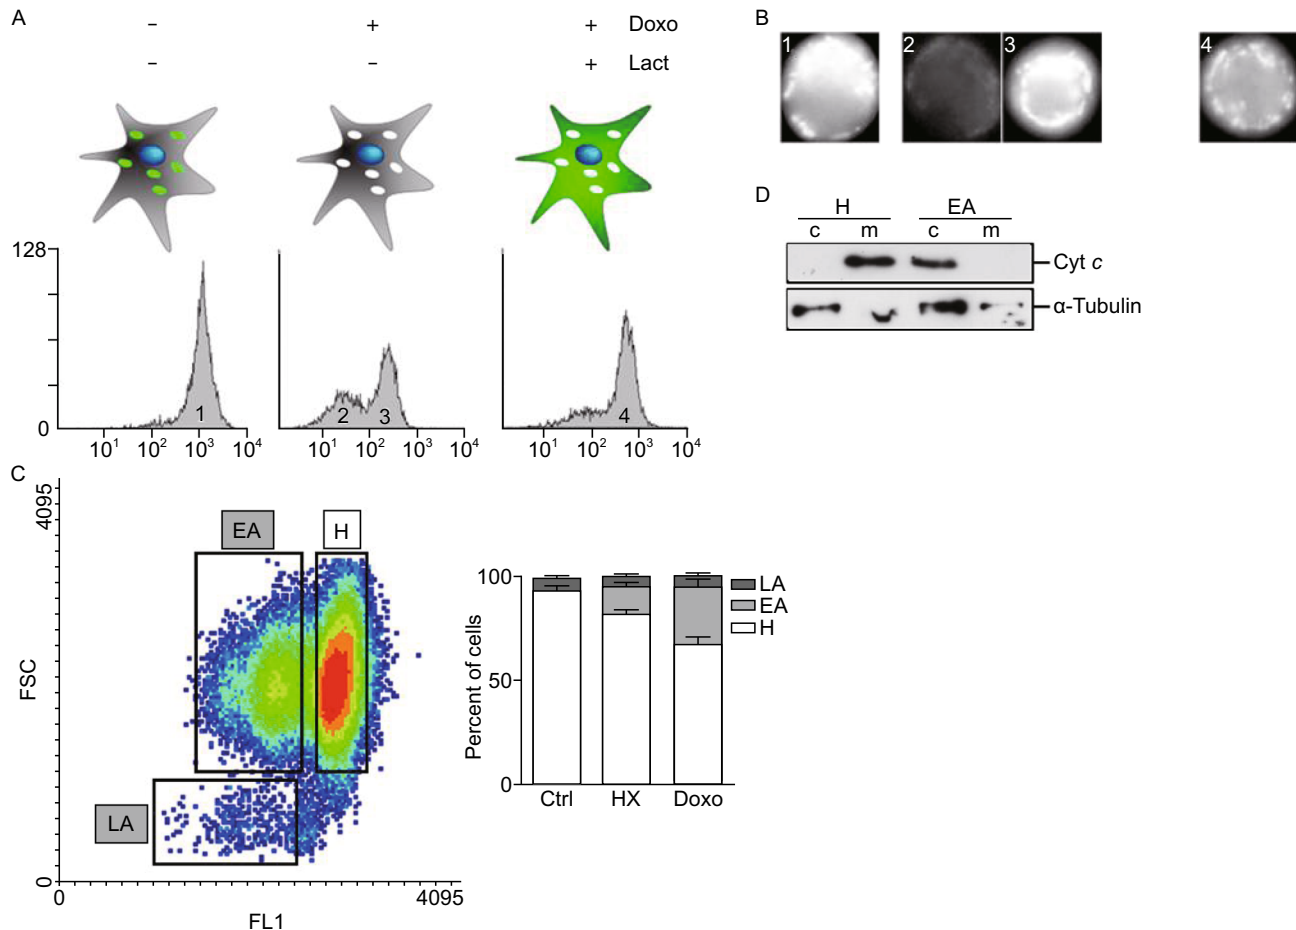 A
− + + Doxo
− − + Lact
128
0
1
2 3
4
10¹ 10² 10³ 10⁴ 10¹ 10² 10³ 10⁴ 10¹ 10² 10³ 10⁴
B
1 2 3 4
D
H EA
c m c m
Cyt c
α-Tubulin
C
4095
FSC
0
EA H
LA
0 4095
FL1
Percent of cells
100
50
0
LA
EA
H
Ctrl HX Doxo